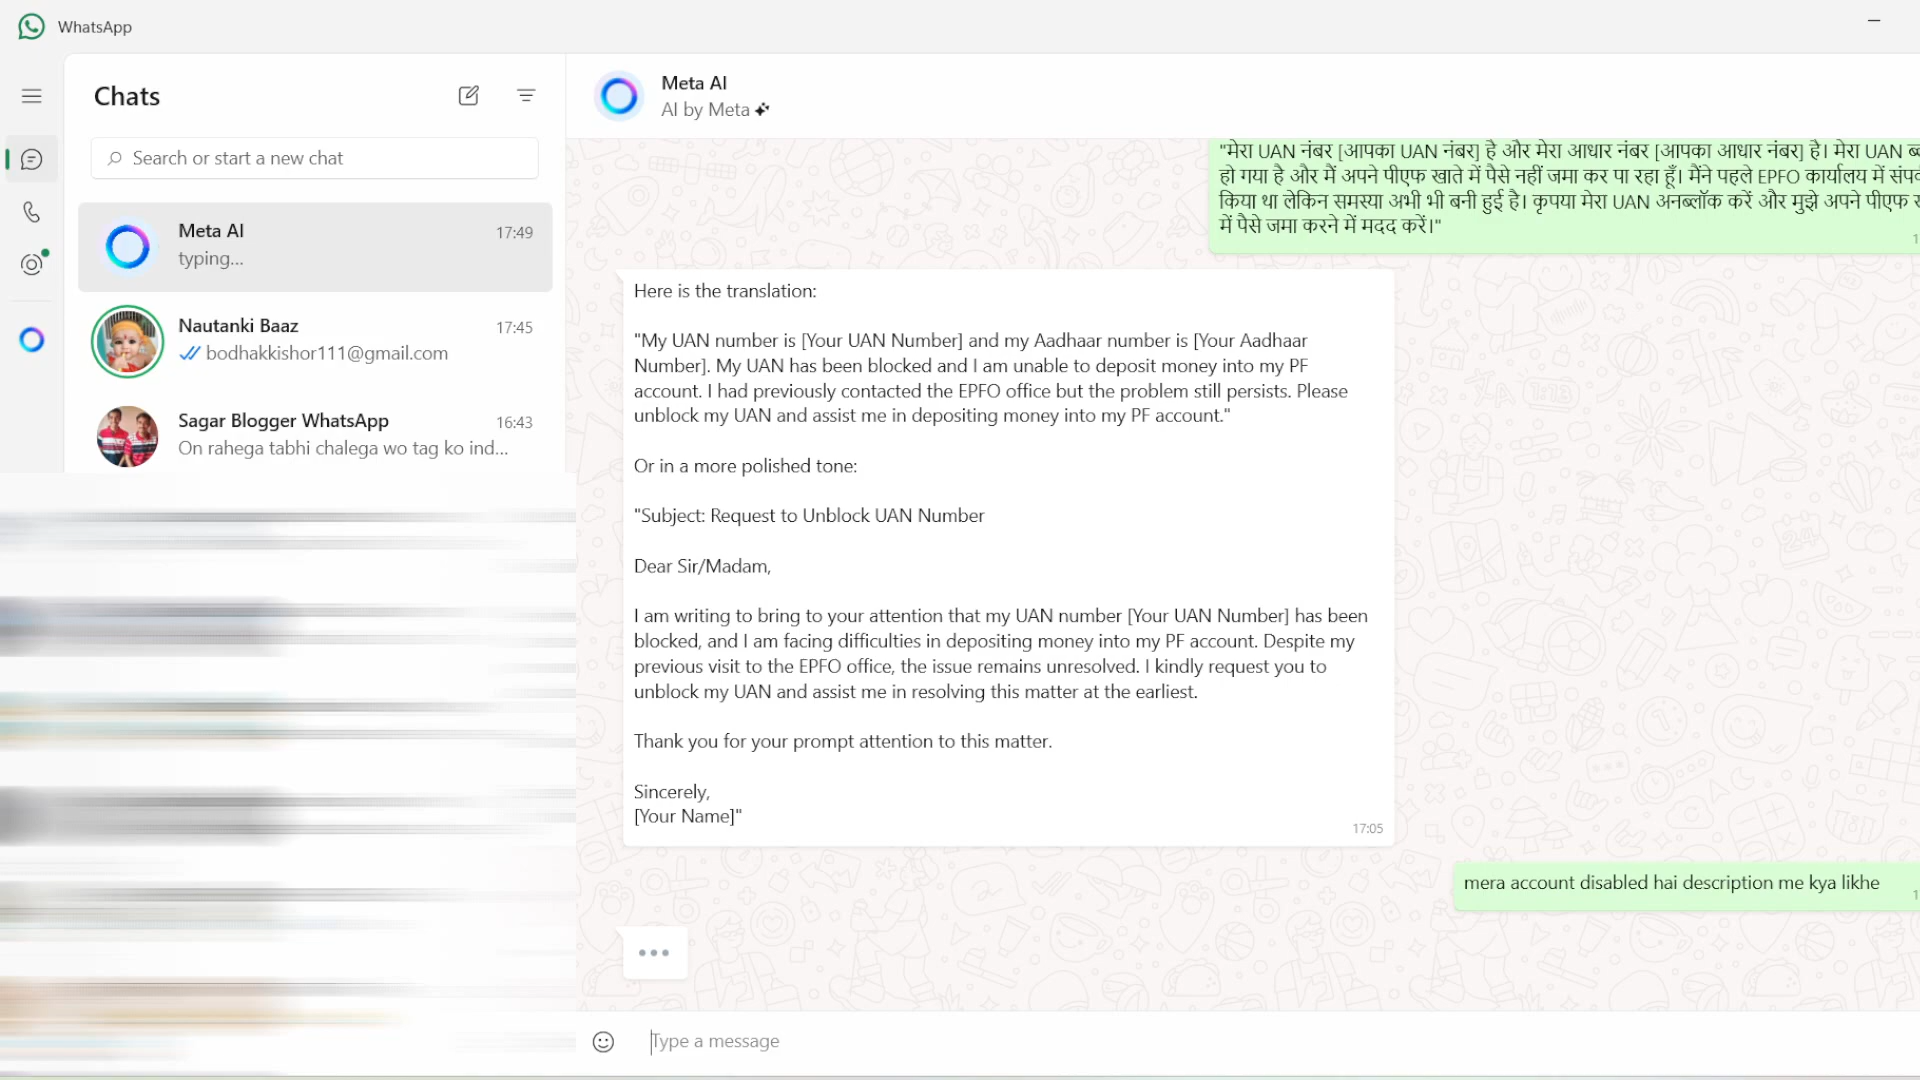 WhatsApp
Chats
Search or start a new chat
Meta AI
17:49
typing...
Nautanki Baaz
17:45
bodhakkishor111@gmail.com
Sagar Blogger WhatsApp
16:43
On rahega tabhi chalega wo tag ko ind...
Meta AI
AI by Meta
"मेरा UAN नंबर [आपका UAN नंबर] है और मेरा आधार नंबर [आपका आधार नंबर] है। मेरा UAN
हो गया है और मैं अपने पीएफ खाते में पैसे नहीं जमा कर पा रहा हूँ। मैंने पहले EPFO कार्यालय में
किया था लेकिन समस्या अभी भी बनी हुई है। कृपया मेरा UAN अनब्लॉक करें और मुझे अपने पीएफ
में पैसे जमा करने में मदद करें।"
Here is the translation:
"My UAN number is [Your UAN Number] and my Aadhaar number is [Your Aadhaar
Number]. My UAN has been blocked and I am unable to deposit money into my PF
account. I had previously contacted the EPFO office but the problem still persists. Please
unblock my UAN and assist me in depositing money into my PF account."
Or in a more polished tone:
"Subject: Request to Unblock UAN Number
Dear Sir/Madam,
I am writing to bring to your attention that my UAN number [Your UAN Number] has been
blocked, and I am facing difficulties in depositing money into my PF account. Despite my
previous visit to the EPFO office, the issue remains unresolved. I kindly request you to
unblock my UAN and assist me in resolving this matter at the earliest.
Thank you for your prompt attention to this matter.
Sincerely,
[Your Name]"
17:05
mera account disabled hai description me kya likhe
Type a message